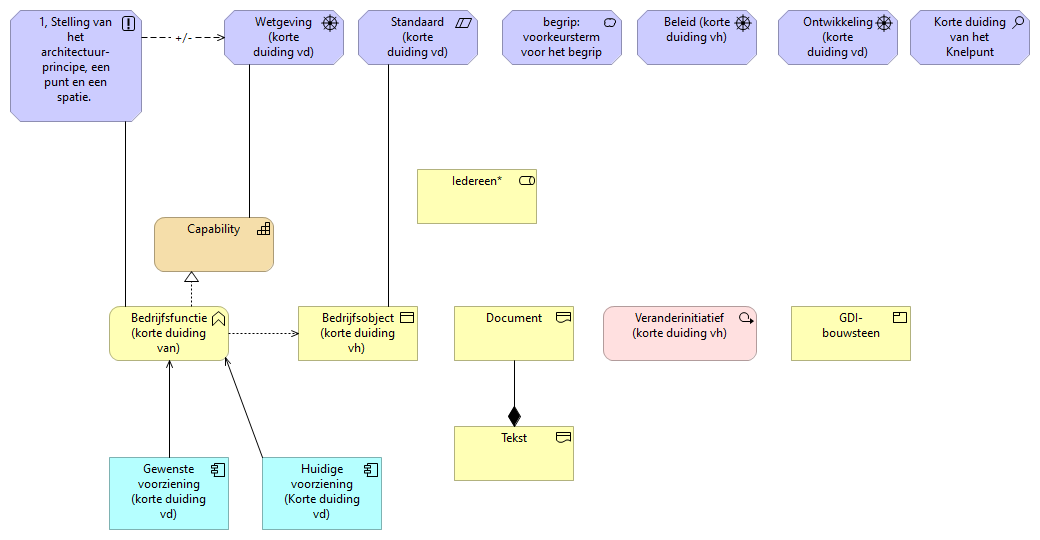 1, Stelling van
het
architectuur-
principe, een
punt en een
spatie.
+/-
Wetgeving
(korte
duiding vd)
Standaard
(korte
duiding vd)
begrip:
voorkeursterm
voor het begrip
Beleid (korte
duiding vh)
Ontwikkeling
(korte
duiding vd)
Korte duiding
van het
Knelpunt
Iedereen*
Capability
Bedrijfsfunctie
(korte duiding
van)
Bedrijfsobject
(korte duiding
vh)
Document
Veranderinitiatief
(korte duiding vh)
GDI-
bouwsteen
Tekst
Gewenste
voorziening
(korte duiding
vd)
Huidige
voorziening
(Korte duiding
vd)